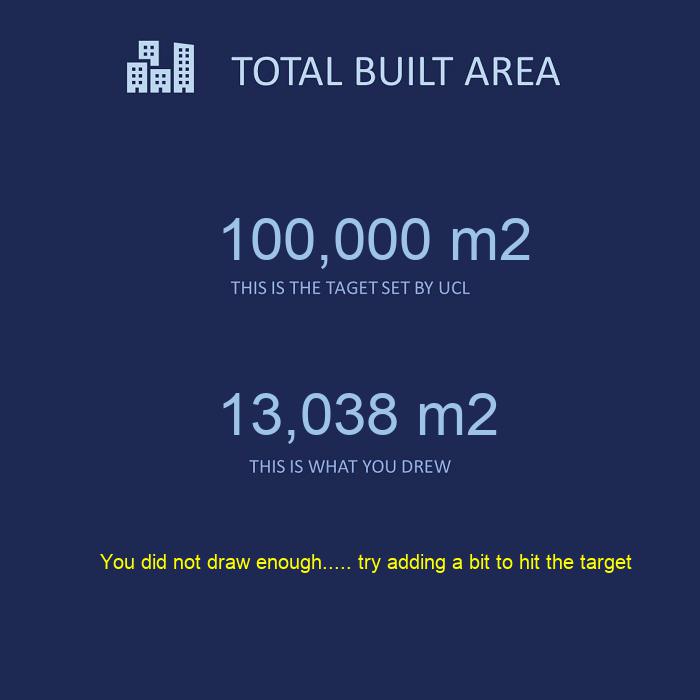 TOTAL BUILT AREA
100,000 m2
THIS IS THE TAGET SET BY UCL
13,038 m2
THIS IS WHAT YOU DREW
You did not draw enough..... try adding a bit to hit the target